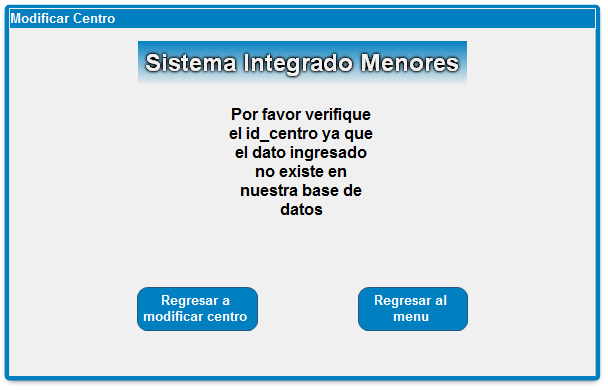 Modificar Centro
Sistema Integrado Menores
Por favor verifique
el id_centro ya que
el dato ingresado
no existe en
nuestra base de
datos
Regresar a
modificar centro
Regresar al
menu